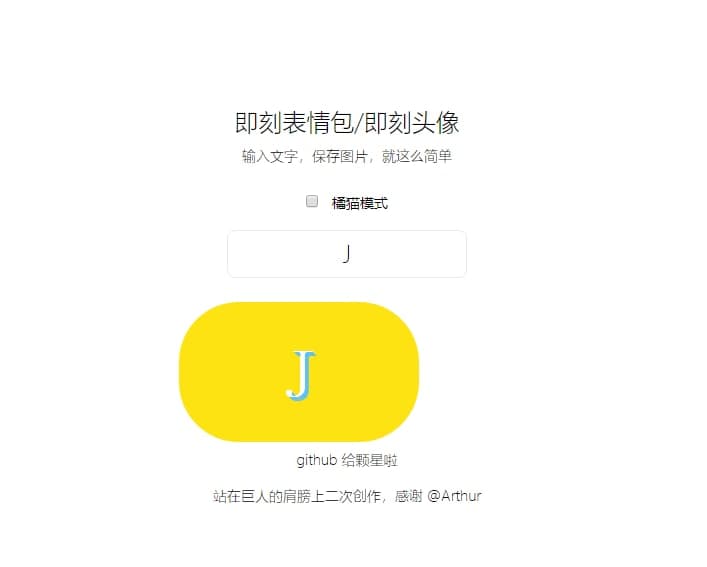 即刻表情包/即刻头像
输入文字，保存图片，就这么简单
橘猫模式
J
J
github 给颗星啦
站在巨人的肩膀上二次创作，感谢 @Arthur